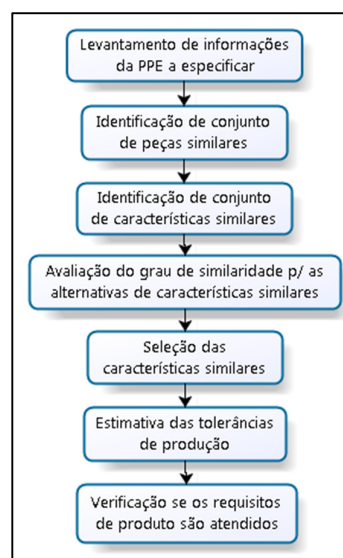 Levantamento de informações
da PPE a especificar
Identificação de conjunto
de peças similares
Identificação de conjunto
de características similares
Avaliação do grau de similaridade p/ as
alternativas de características similares
Seleção das
características similares
Estimativa das tolerâncias
de produção
Verificação se os requisitos
de produto são atendidos